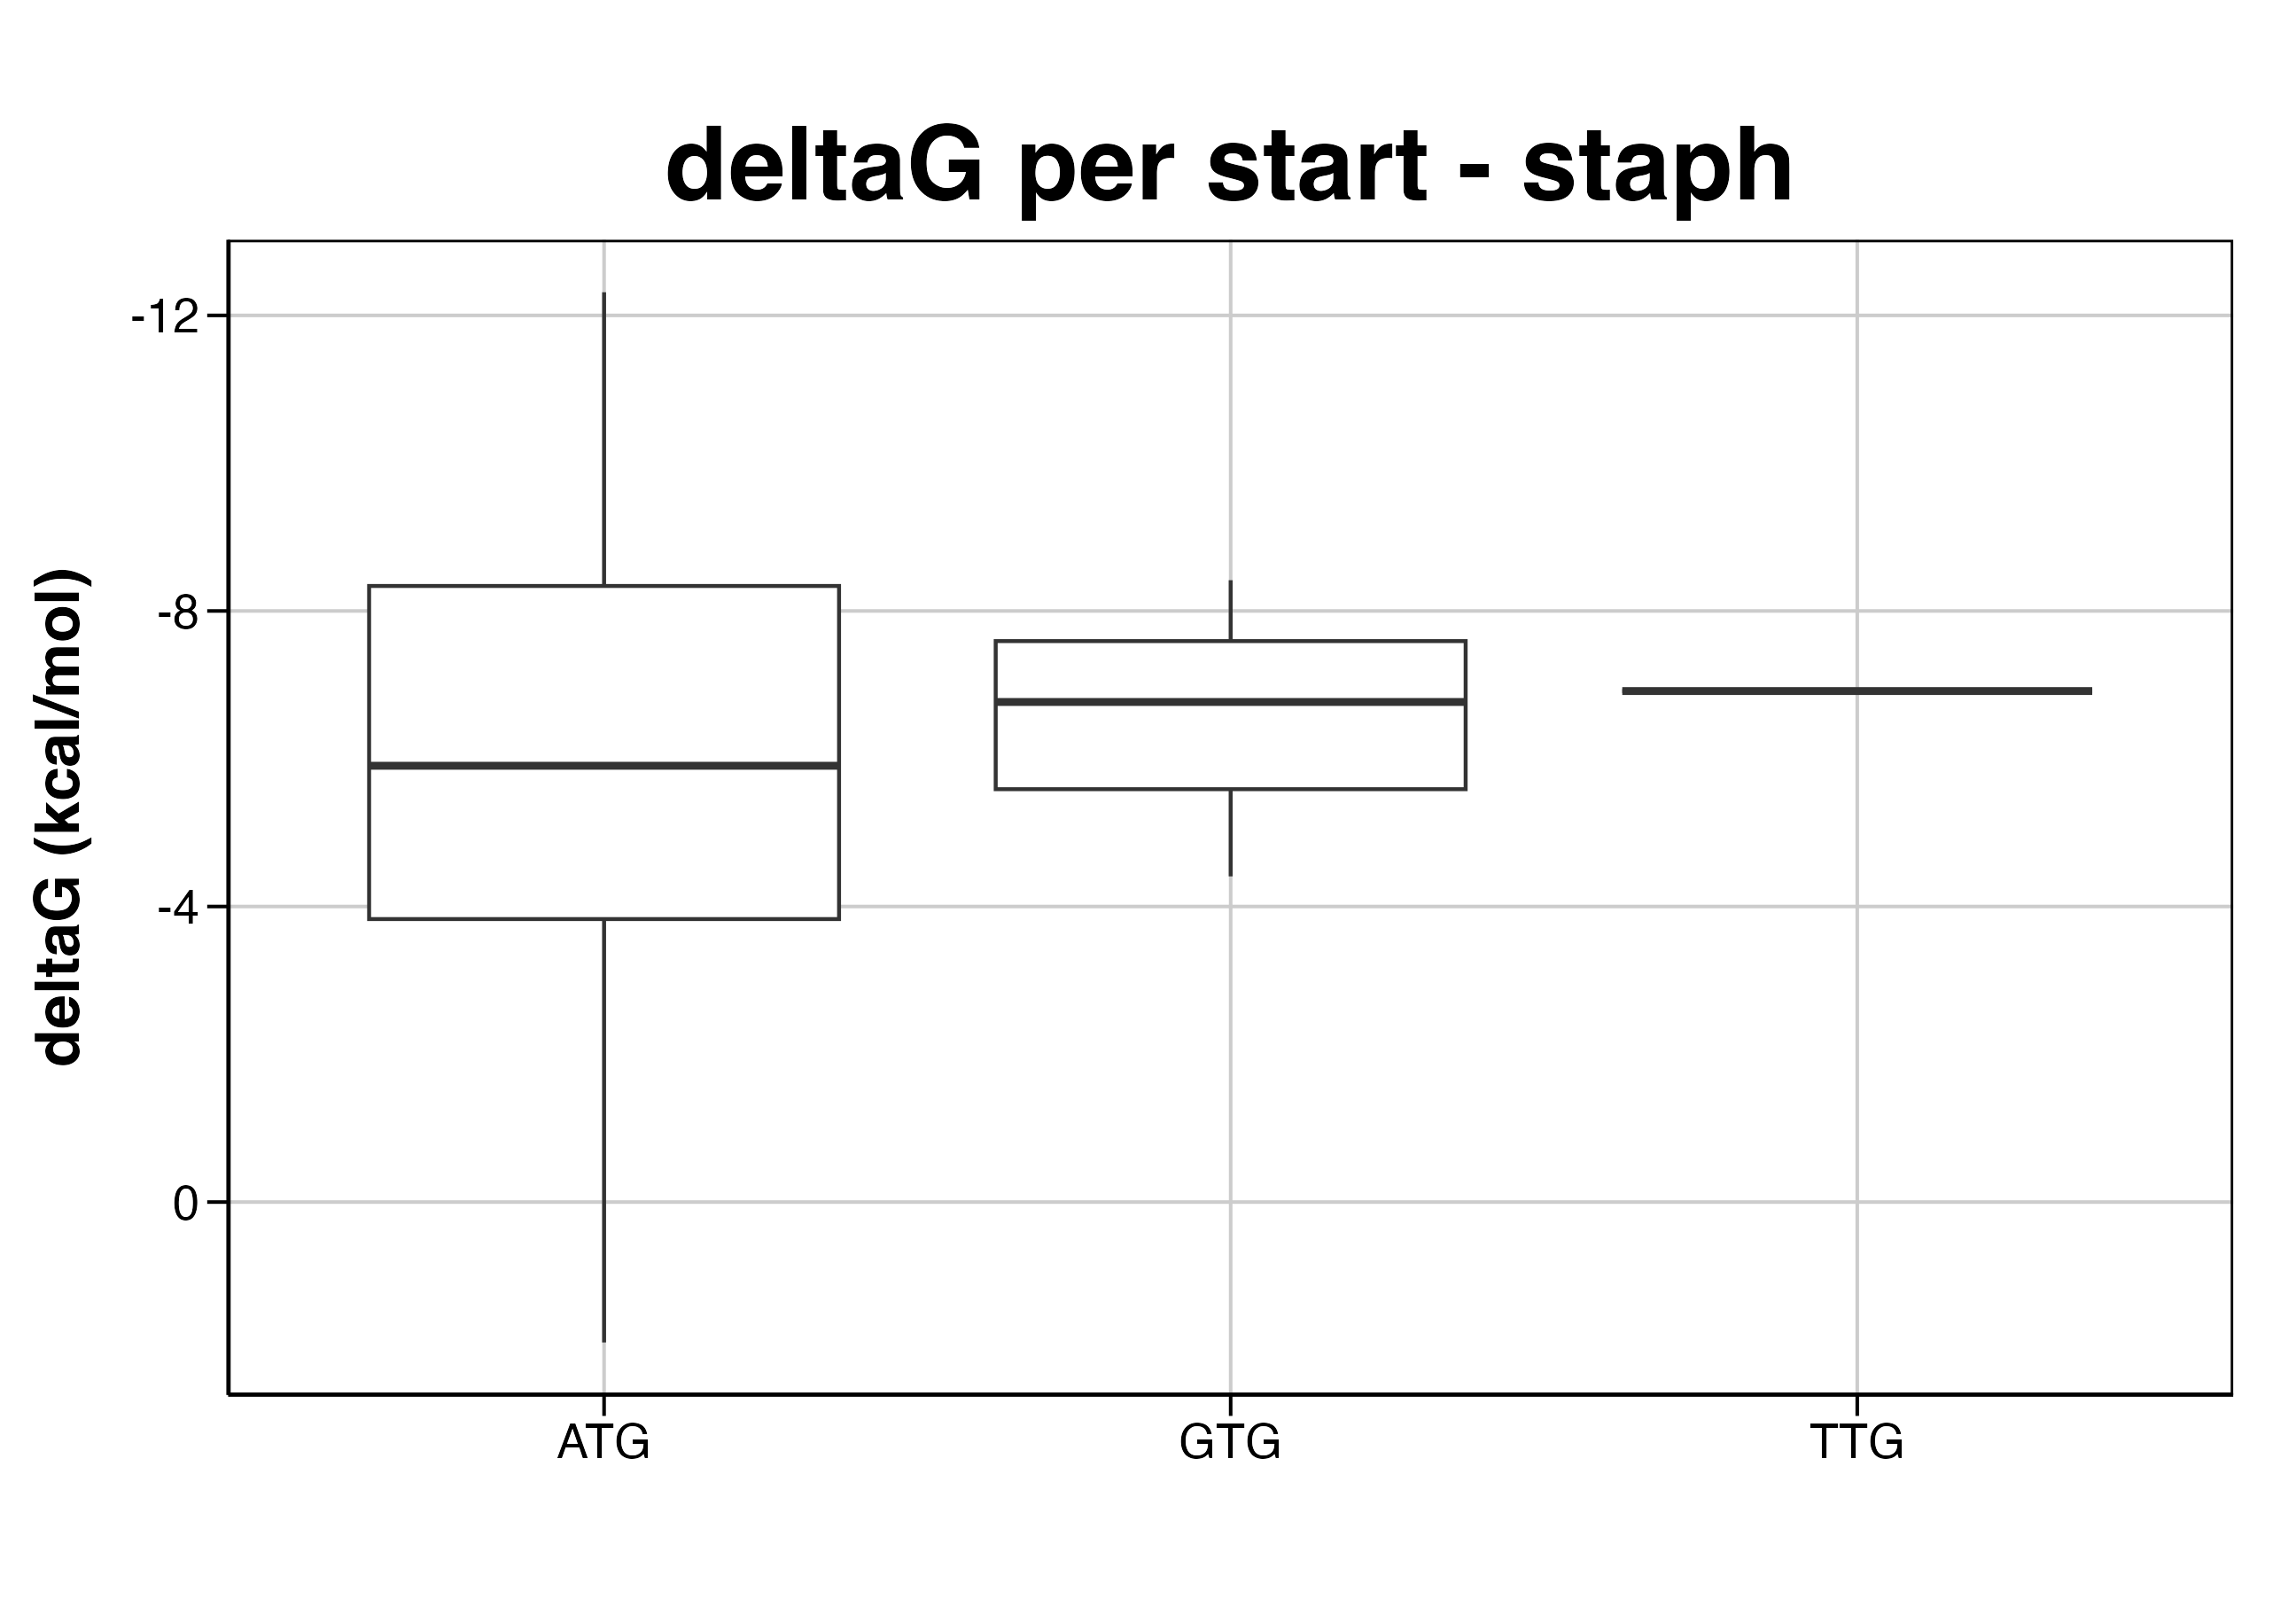 deltaG per start - staph
deltaG (kcal/mol)
-12
-8
-4
0
ATG GTG TTG